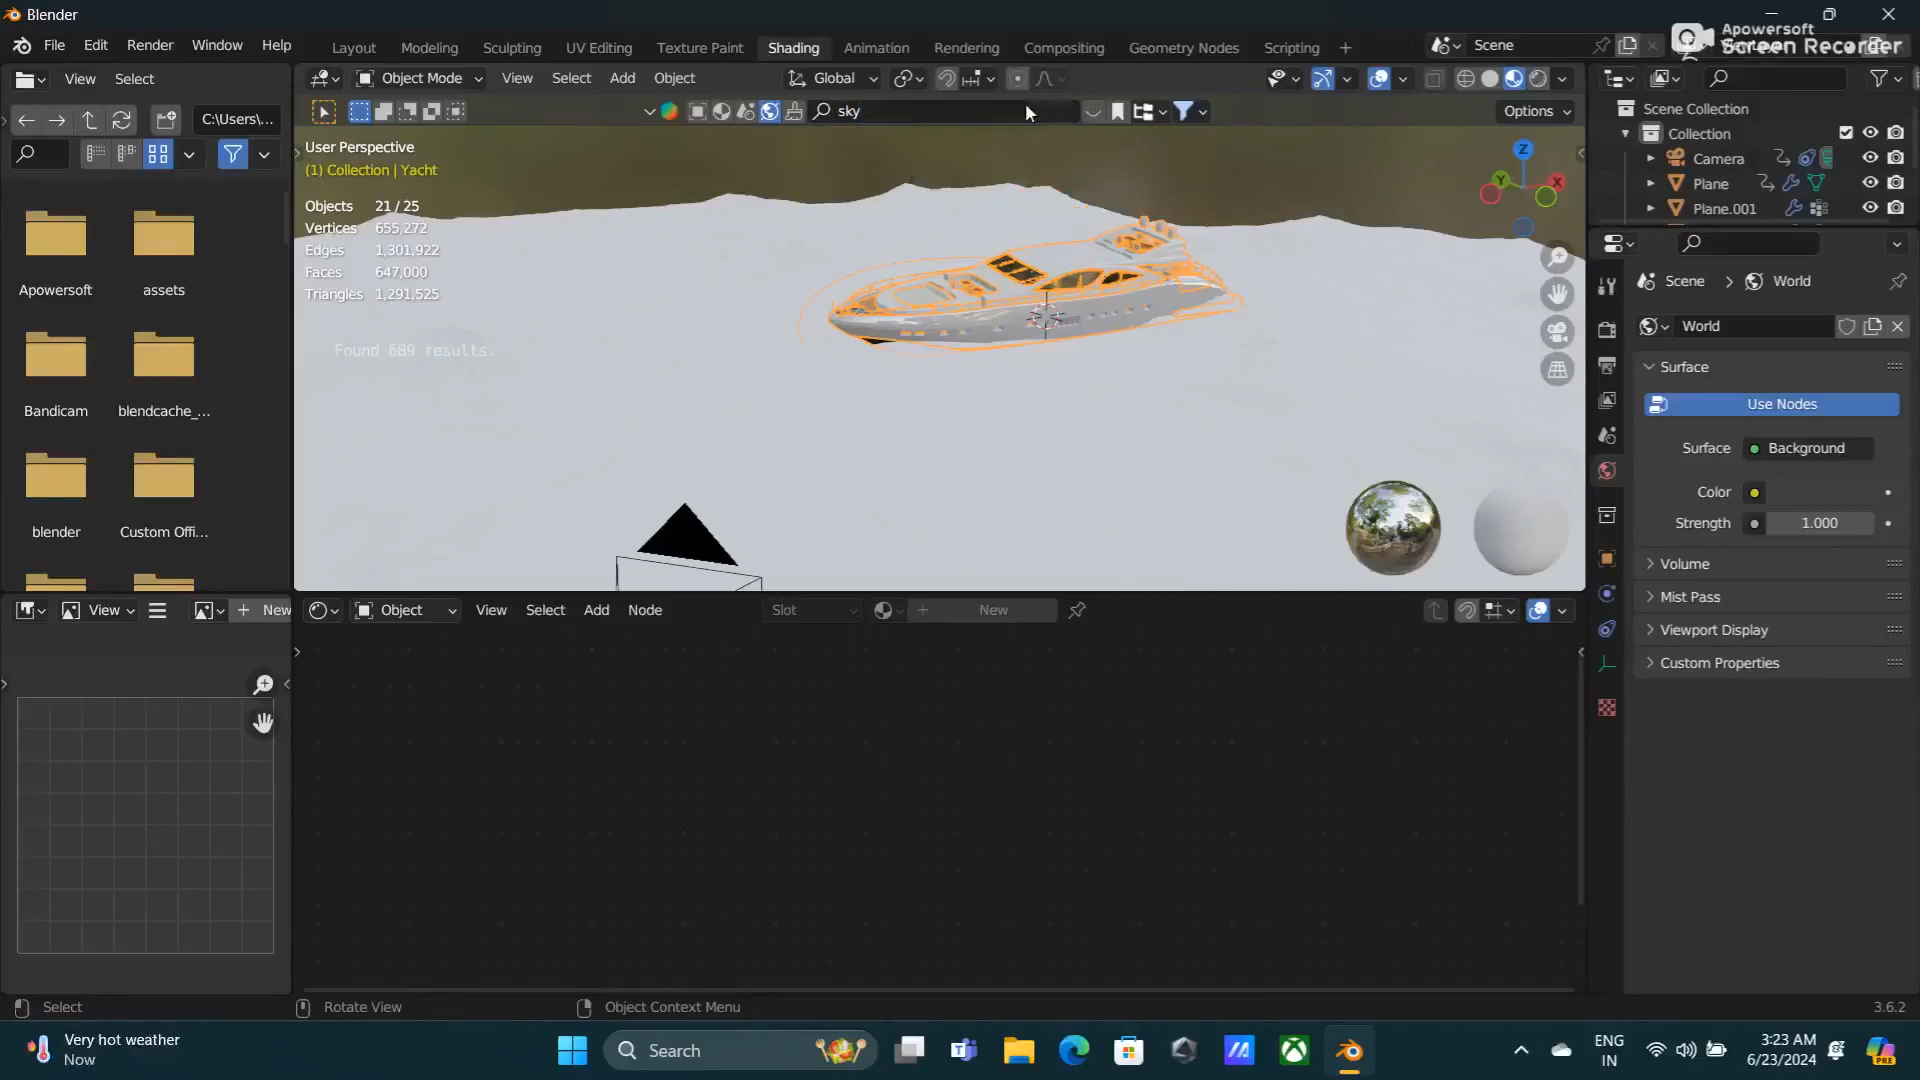 Blender
File Edit Render Window Help
Layout Modeling Sculpting UV Editing Texture Paint Shading Animation Rendering Compositing Geometry Nodes Scripting +
Scene
Apowersoft
Screen Recorder
View Select
Object Mode View Select Add Object Global
C:\Users\...
sky
Options
User Perspective
(1) Collection | Yacht
Objects 21 / 25
Vertices 655,272
Edges 1,301,922
Faces 647,000
Triangles 1,291,525
Found 689 results.
Z
Y
X
Apowersoft assets
Bandicam blendcache_...
blender Custom Offi...
Scene Collection
Collection
Camera
Plane
Plane.001
Scene > World
World
Surface
Use Nodes
Surface Background
Color
Strength 1.000
Volume
Mist Pass
Viewport Display
Custom Properties
View + New
Object View Select Add Node Slot + New
Select Rotate View Object Context Menu 3.6.2
Very hot weather
Now
Search
ENG
IN
3:23 AM
6/23/2024
PRE